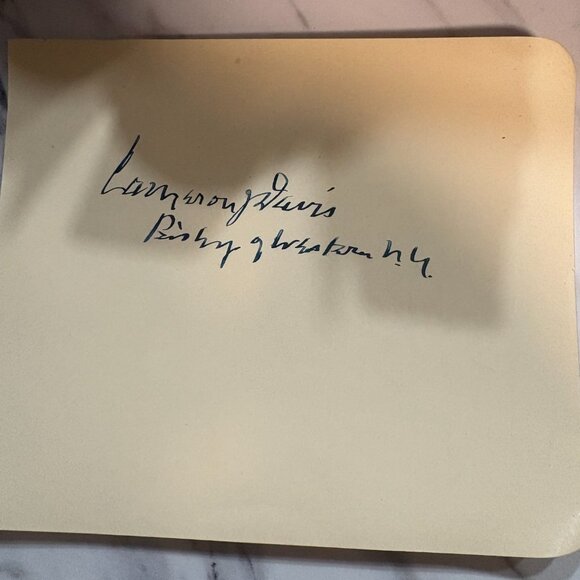 Cameron J Davis
Bishop of Western N.Y.